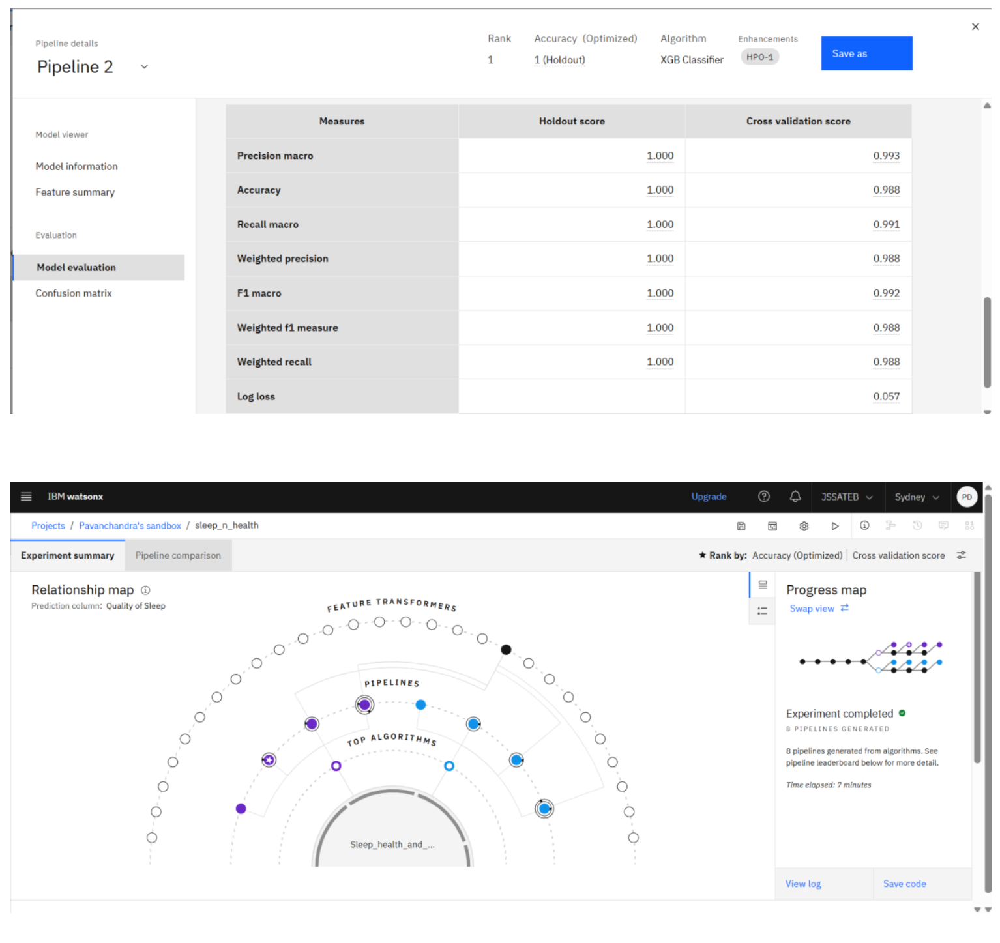 Pipeline details
Pipeline 2
Rank
1
Accuracy (Optimized)
1 (Holdout)
Algorithm
XGB Classifier
Enhancements
HPO-1
Save as
Model viewer
Model information
Feature summary
Evaluation
Model evaluation
Confusion matrix
Measures Holdout score Cross validation score
Precision macro 1.000 0.993
Accuracy 1.000 0.988
Recall macro 1.000 0.991
Weighted precision 1.000 0.988
F1 macro 1.000 0.992
Weighted f1 measure 1.000 0.988
Weighted recall 1.000 0.988
Log loss 0.057
IBM watsonx
Upgrade
JSSATEB
Sydney
PD
Projects / Pavanchandra's sandbox / sleep_n_health
Experiment summary
Pipeline comparison
Rank by: Accuracy (Optimized) | Cross validation score
Relationship map
Prediction column: Quality of Sleep
FEATURE TRANSFORMERS
PIPELINES
TOP ALGORITHMS
Sleep_health_and_...
Progress map
Swap view
Experiment completed
8 PIPELINES GENERATED
8 pipelines generated from algorithms. See
pipeline leaderboard below for more detail.
Time elapsed: 7 minutes
View log
Save code